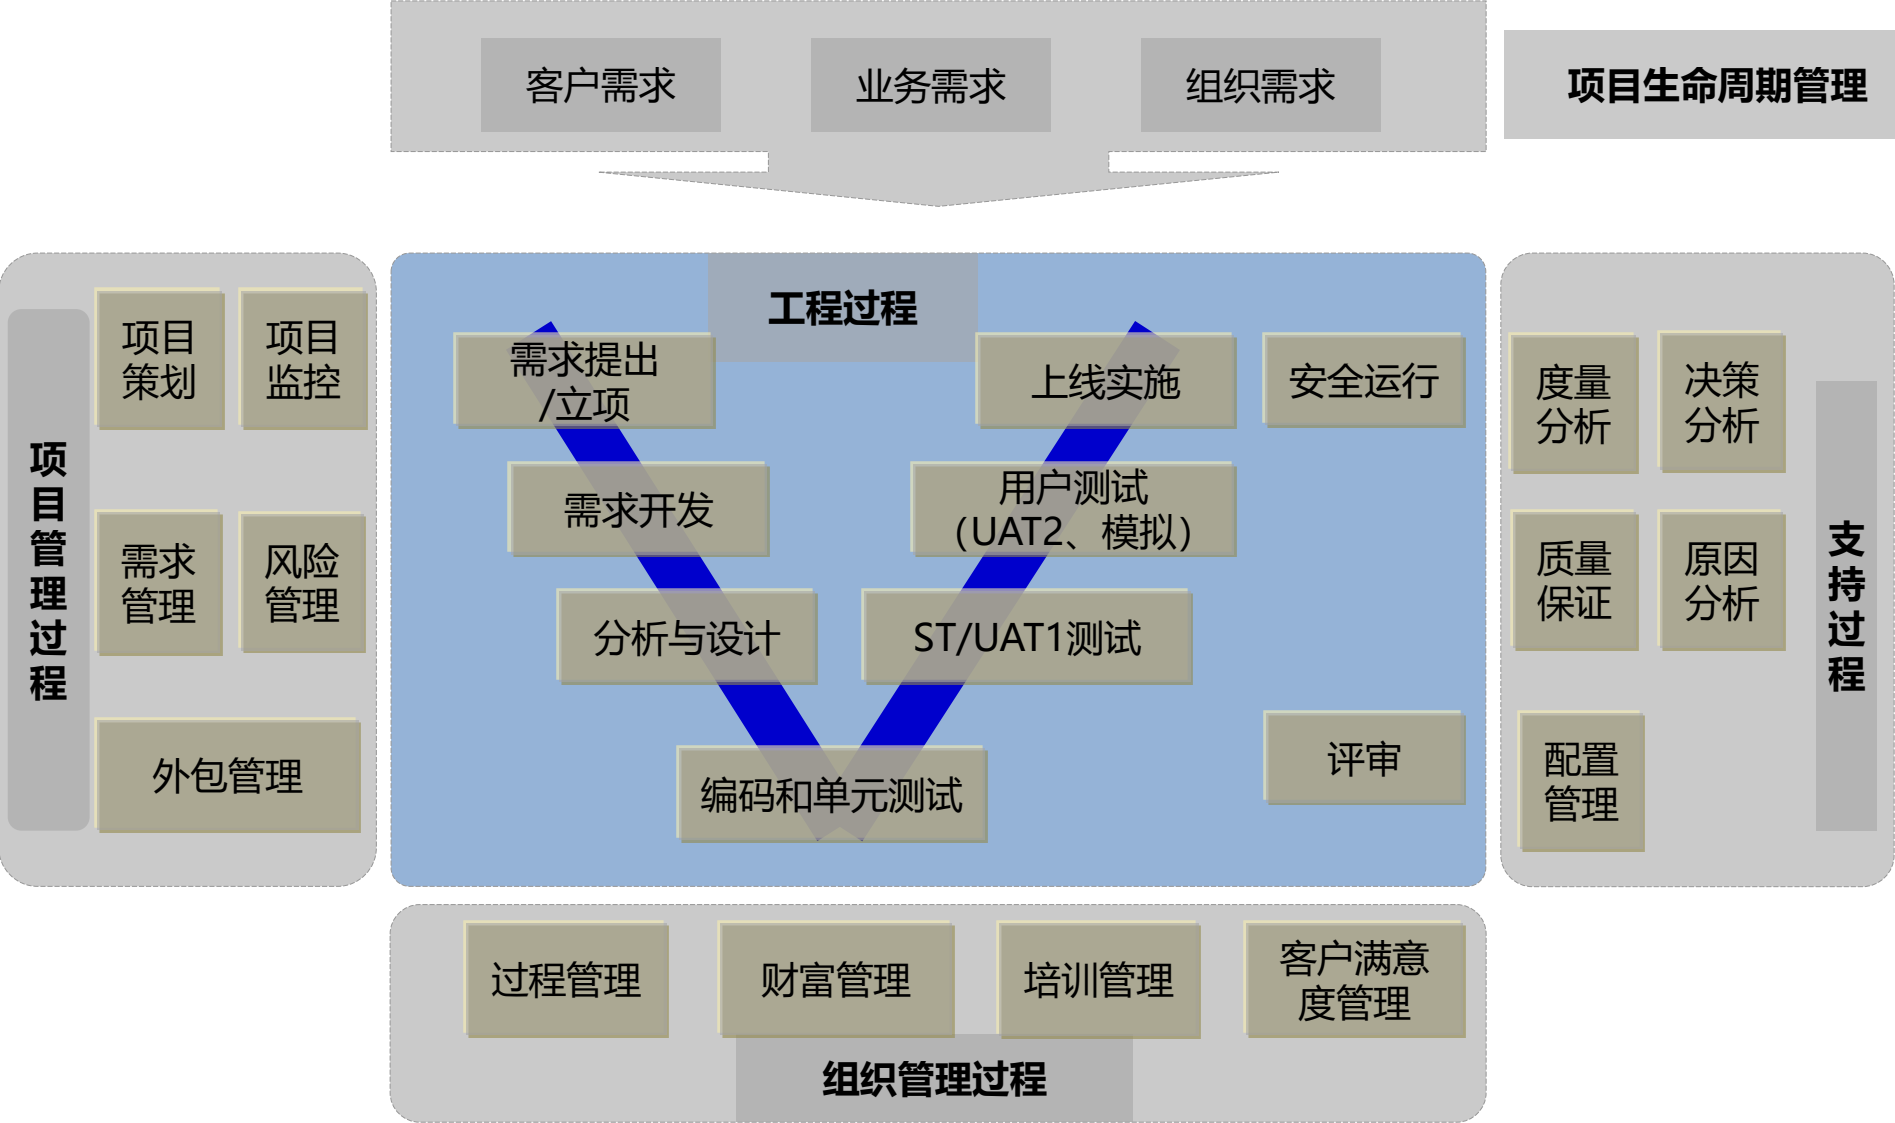 客户需求
业务需求
组织需求
项目生命周期管理
项目管理过程
项目
策划
项目
监控
需求
管理
风险
管理
外包管理
工程过程
需求提出
/立项
上线实施
安全运行
需求开发
用户测试
（UAT2、模拟）
分析与设计
ST/UAT1测试
编码和单元测试
评审
度量
分析
决策
分析
质量
保证
原因
分析
配置
管理
支持过程
过程管理
财富管理
培训管理
客户满意
度管理
组织管理过程